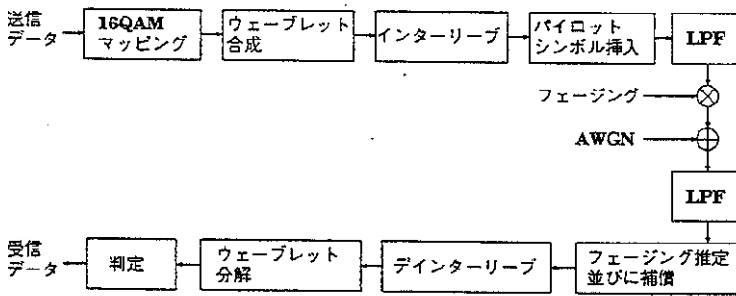 送信
データ
16QAM
マッピング
ウェーブレット
合成
インターリーブ
パイロット
シンボル挿入
LPF
フェージング
AWGN
LPF
受信
データ
判定
ウェーブレット
分解
デインターリーブ
フェージング推定
並びに補償